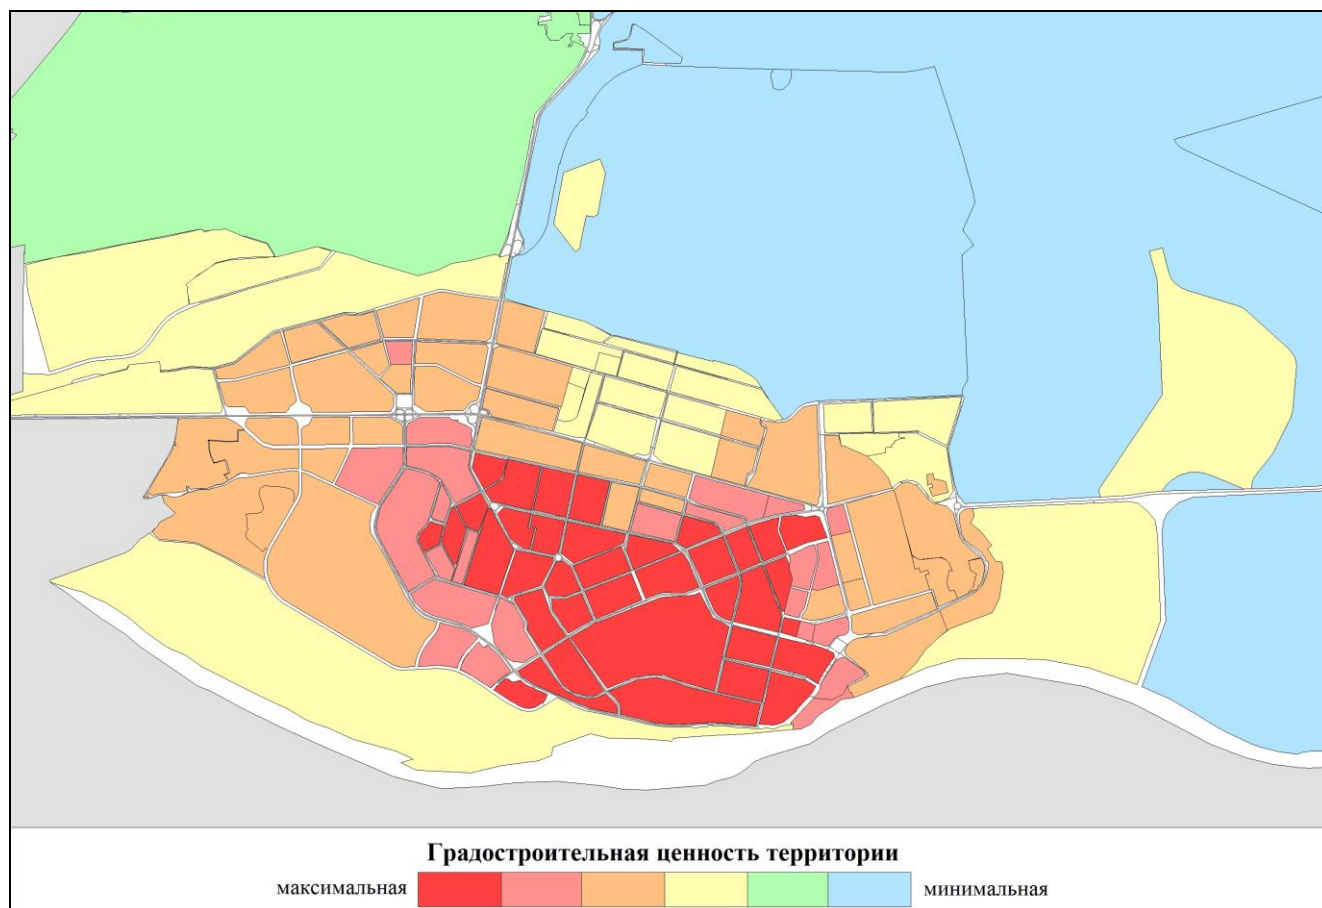 Градостроительная ценность территории
максимальная минимальная